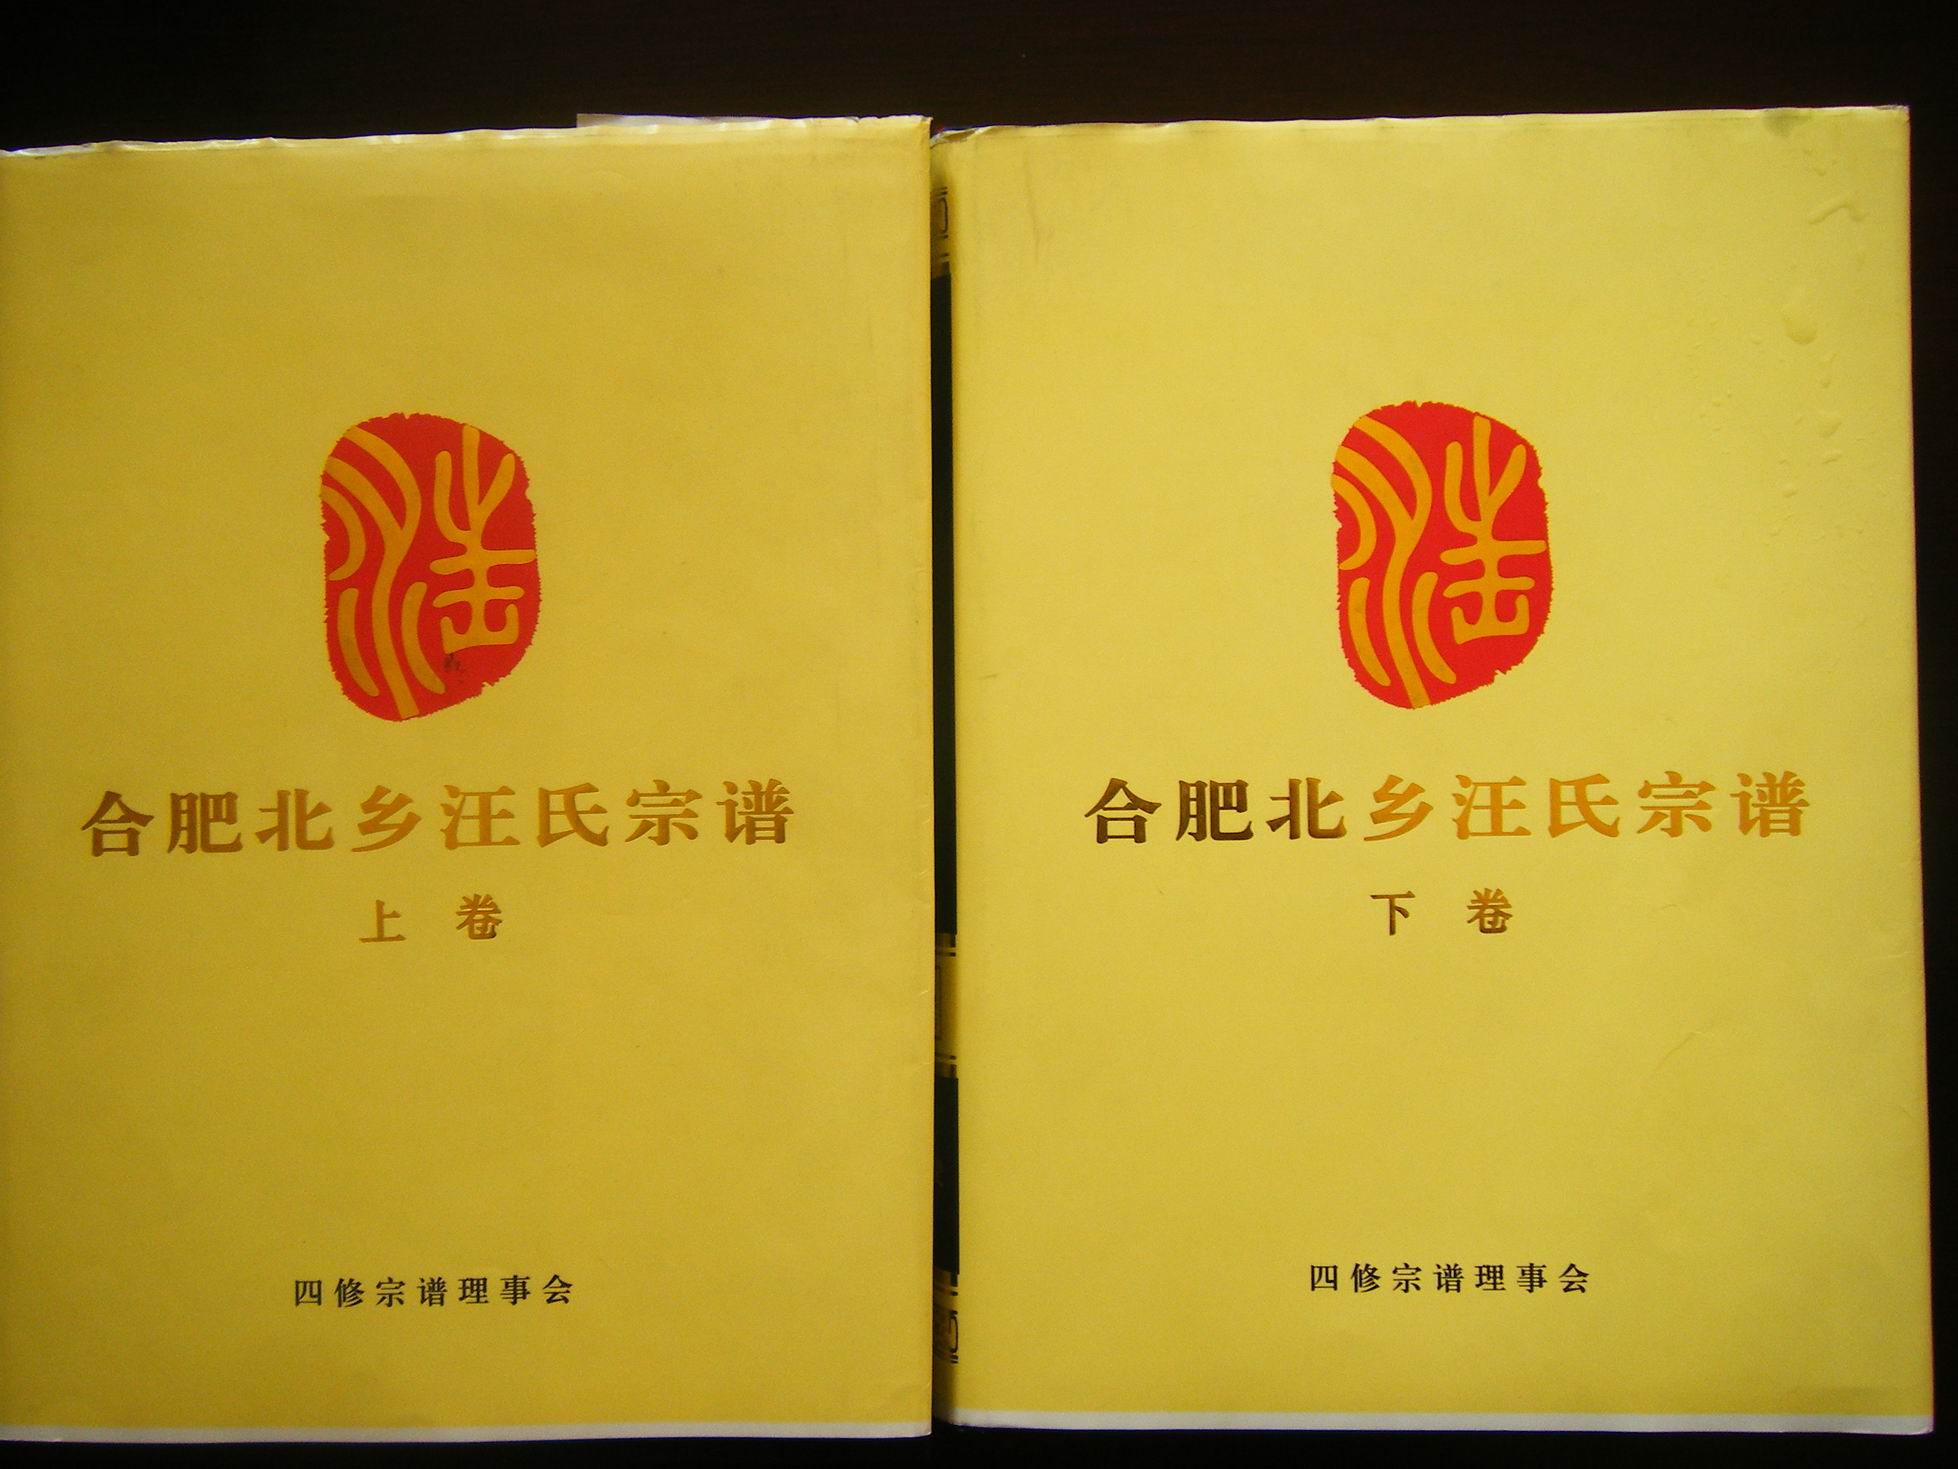 汪
合肥北乡汪氏宗谱
上 卷
四修宗谱理事会
汪
合肥北乡汪氏宗谱
下 卷
四修宗谱理事会